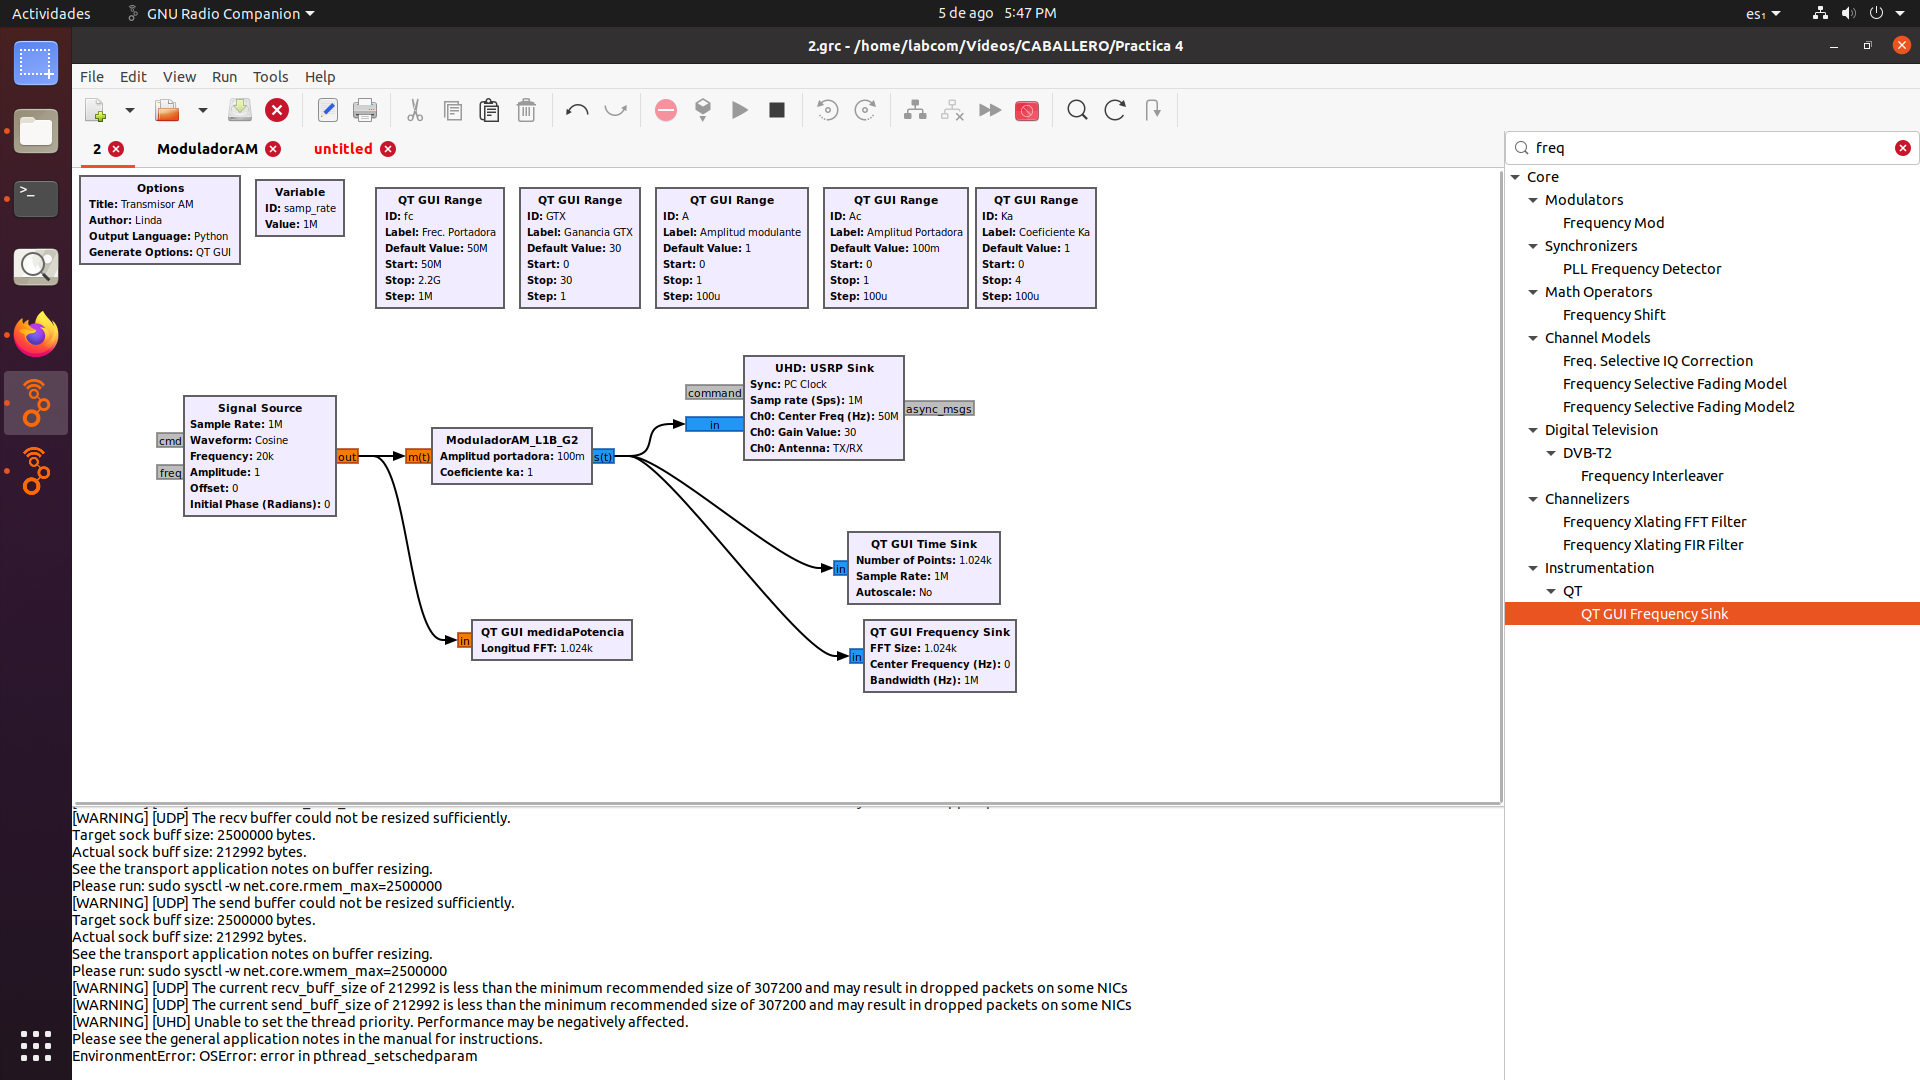 Actividades
GNU Radio Companion
5 de ago 5:47 PM
es₁
2.grc - /home/labcom/Vídeos/CABALLERO/Practica 4
File Edit View Run Tools Help
2
ModuladorAM
untitled
freq
Options
Title: Transmisor AM
Author: Linda
Output Language: Python
Generate Options: QT GUI
Variable
ID: samp_rate
Value: 1M
QT GUI Range
ID: fc
Label: Frec. Portadora
Default Value: 50M
Start: 50M
Stop: 2.2G
Step: 1M
QT GUI Range
ID: GTX
Label: Ganancia GTX
Default Value: 30
Start: 0
Stop: 30
Step: 1
QT GUI Range
ID: A
Label: Amplitud modulante
Default Value: 1
Start: 0
Stop: 1
Step: 100u
QT GUI Range
ID: Ac
Label: Amplitud Portadora
Default Value: 100m
Start: 0
Stop: 1
Step: 100u
QT GUI Range
ID: Ka
Label: Coeficiente Ka
Default Value: 1
Start: 0
Stop: 4
Step: 100u
cmd
freq
Signal Source
Sample Rate: 1M
Waveform: Cosine
Frequency: 20k
Amplitude: 1
Offset: 0
Initial Phase (Radians): 0
out
m(t)
ModuladorAM_L1B_G2
Amplitud portadora: 100m
Coeficiente ka: 1
s(t)
command
in
UHD: USRP Sink
Sync: PC Clock
Samp rate (Sps): 1M
Ch0: Center Freq (Hz): 50M
Ch0: Gain Value: 30
Ch0: Antenna: TX/RX
async_msgs
in
QT GUI Time Sink
Number of Points: 1.024k
Sample Rate: 1M
Autoscale: No
in
QT GUI medidaPotencia
Longitud FFT: 1.024k
in
QT GUI Frequency Sink
FFT Size: 1.024k
Center Frequency (Hz): 0
Bandwidth (Hz): 1M
Core
Modulators
Frequency Mod
Synchronizers
PLL Frequency Detector
Math Operators
Frequency Shift
Channel Models
Freq. Selective IQ Correction
Frequency Selective Fading Model
Frequency Selective Fading Model2
Digital Television
DVB-T2
Frequency Interleaver
Channelizers
Frequency Xlating FFT Filter
Frequency Xlating FIR Filter
Instrumentation
QT
QT GUI Frequency Sink
[WARNING] [UDP] The recv buffer could not be resized sufficiently.
Target sock buff size: 2500000 bytes.
Actual sock buff size: 212992 bytes.
See the transport application notes on buffer resizing.
Please run: sudo sysctl -w net.core.rmem_max=2500000
[WARNING] [UDP] The send buffer could not be resized sufficiently.
Target sock buff size: 2500000 bytes.
Actual sock buff size: 212992 bytes.
See the transport application notes on buffer resizing.
Please run: sudo sysctl -w net.core.wmem_max=2500000
[WARNING] [UDP] The current recv_buff_size of 212992 is less than the minimum recommended size of 307200 and may result in dropped packets on some NICs
[WARNING] [UDP] The current send_buff_size of 212992 is less than the minimum recommended size of 307200 and may result in dropped packets on some NICs
[WARNING] [UHD] Unable to set the thread priority. Performance may be negatively affected.
Please see the general application notes in the manual for instructions.
EnvironmentError: OSError: error in pthread_setschedparam